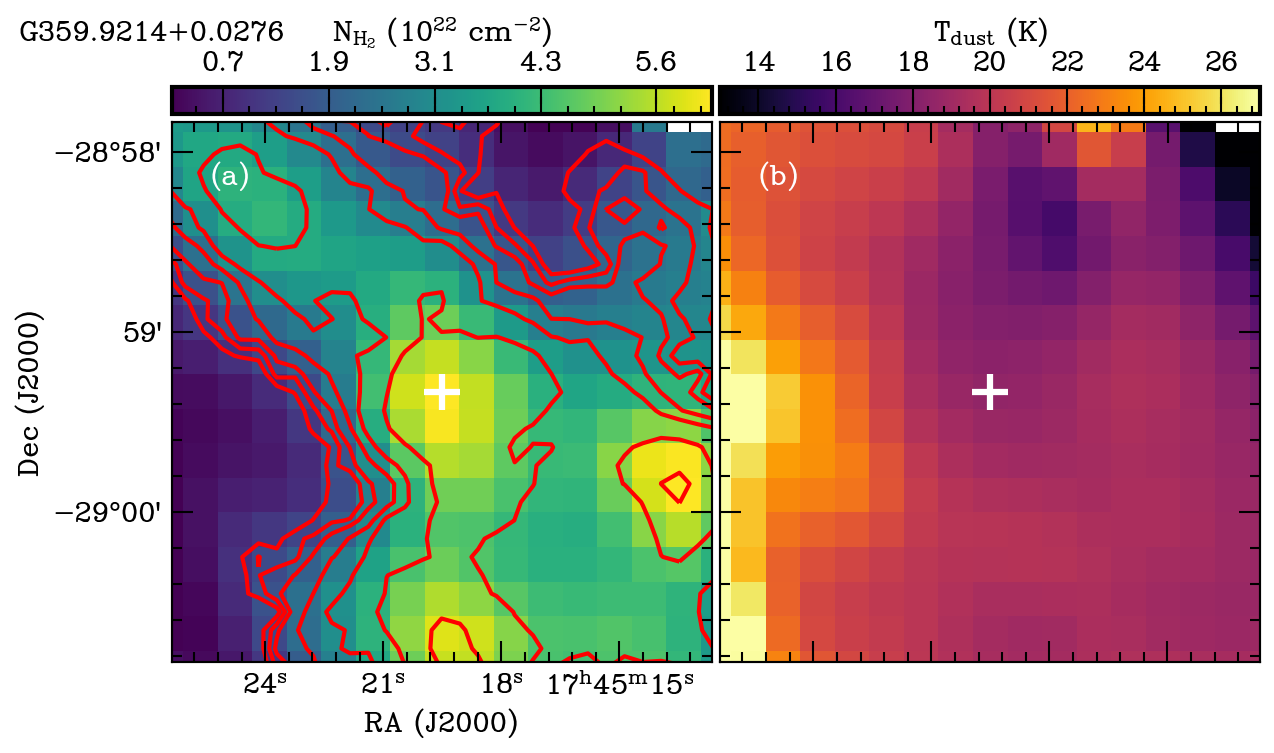 G359.9214+0.0276 N_H₂ (10²² cm⁻²) T_dust (K)
0.7 1.9 3.1 4.3 5.6 14 16 18 20 22 24 26
−28°58'
(a) (b)
59'
Dec (J2000)
−29°00'
24ˢ 21ˢ 18ˢ 17ʰ45ᵐ15ˢ
RA (J2000)